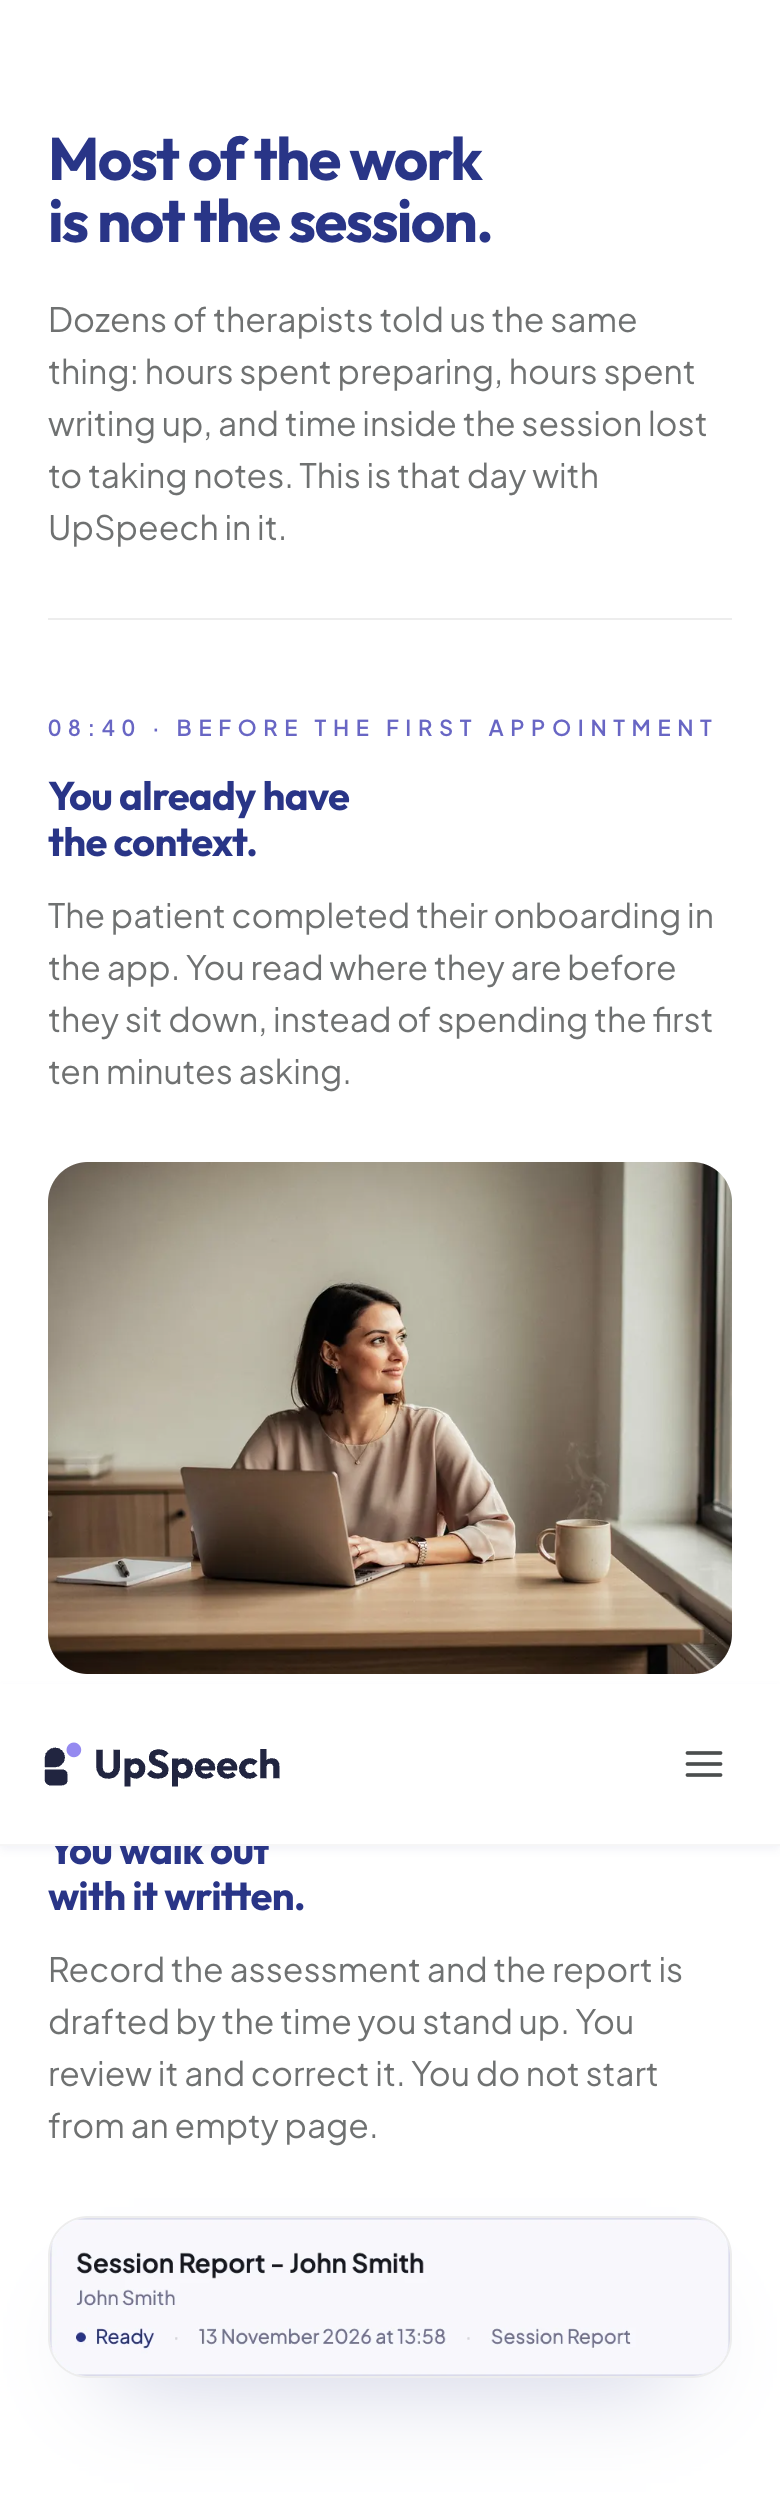 Most of the work
is not the session.
Dozens of therapists told us the same
thing: hours spent preparing, hours spent
writing up, and time inside the session lost
to taking notes. This is that day with
UpSpeech in it.
08:40 · BEFORE THE FIRST APPOINTMENT
You already have
the context.
The patient completed their onboarding in
the app. You read where they are before
they sit down, instead of spending the first
ten minutes asking.
UpSpeech
You walk out
with it written.
Record the assessment and the report is
drafted by the time you stand up. You
review it and correct it. You do not start
from an empty page.
Session Report – John Smith
John Smith
Ready · 13 November 2026 at 13:58 · Session Report